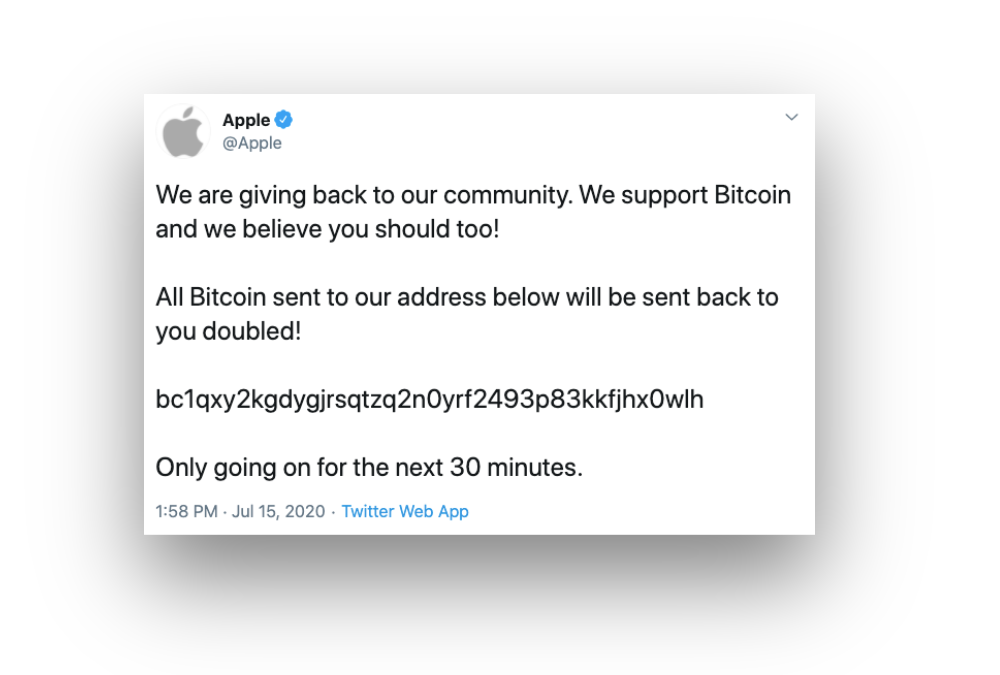 Apple
@Apple
We are giving back to our community. We support Bitcoin
and we believe you should too!
All Bitcoin sent to our address below will be sent back to
you doubled!
bc1qxy2kgdygjrsqtzq2n0yrf2493p83kkfjhx0wlh
Only going on for the next 30 minutes.
1:58 PM · Jul 15, 2020 · Twitter Web App